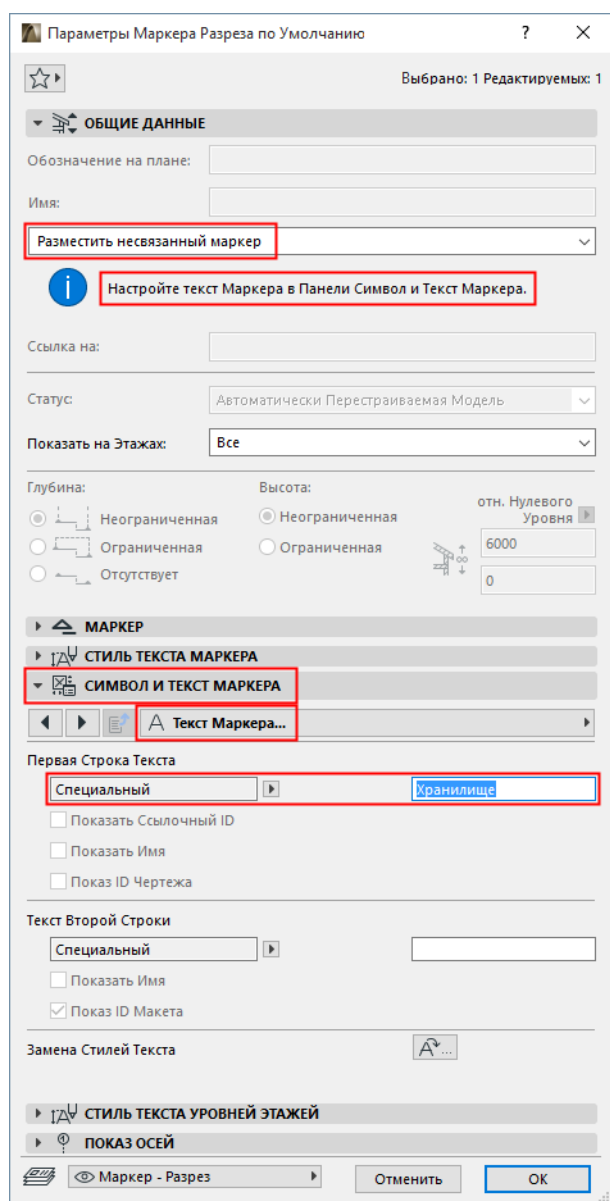 Параметры Маркера Разреза по Умолчанию
Выбрано: 1 Редактируемых: 1
ОБЩИЕ ДАННЫЕ
Обозначение на плане:
Имя:
Разместить несвязанный маркер
Настройте текст Маркера в Панели Символ и Текст Маркера.
Ссылка на:
Статус: Автоматически Перестраиваемая Модель
Показать на Этажах: Все
Глубина: Высота:
отн. Нулевого
Уровня
Неограниченная Неограниченная
Ограниченная Ограниченная 6000
Отсутствует 0
МАРКЕР
СТИЛЬ ТЕКСТА МАРКЕРА
СИМВОЛ И ТЕКСТ МАРКЕРА
Текст Маркера...
Первая Строка Текста
Специальный Хранилище
Показать Ссылочный ID
Показать Имя
Показ ID Чертежа
Текст Второй Строки
Специальный
Показать Имя
Показ ID Макета
Замена Стилей Текста
СТИЛЬ ТЕКСТА УРОВНЕЙ ЭТАЖЕЙ
ПОКАЗ ОСЕЙ
Маркер - Разрез Отменить ОК